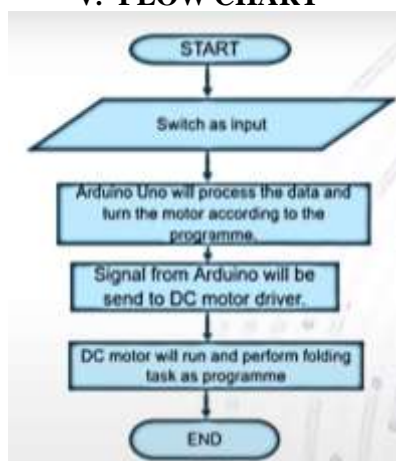 V. FLOW CHART
START
Switch as input
Arduino Uno will process the data and
turn the motor according to the
programme.
Signal from Arduino will be
send to DC motor driver.
DC motor will run and perform folding
task as programme
END